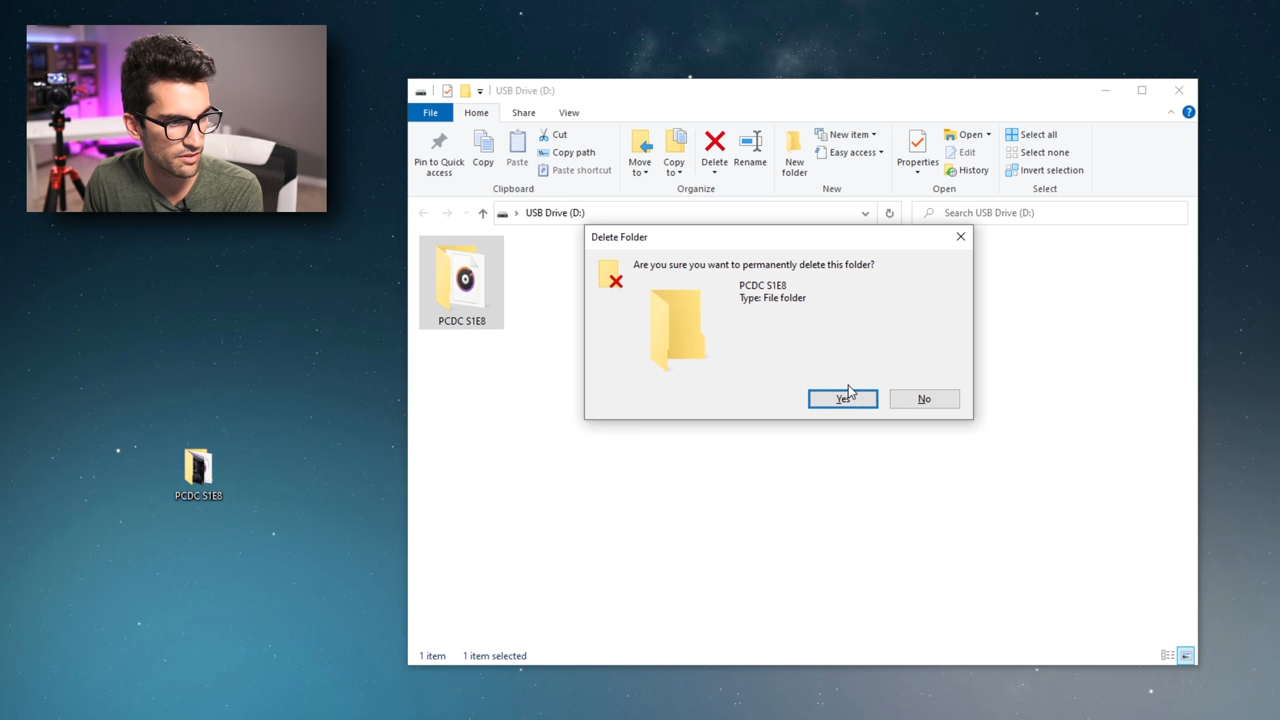 USB Drive (D:)
File Home Share View
Pin to Quick access
Copy
Paste
Cut
Copy path
Paste shortcut
Clipboard
Move to
Copy to
Delete
Rename
Organize
New folder
New item
Easy access
New
Properties
Open
Edit
History
Open
Select all
Select none
Invert selection
Select
USB Drive (D:)
Search USB Drive (D:)
PCDC S1E8
Delete Folder
Are you sure you want to permanently delete this folder?
PCDC S1E8
Type: File folder
Yes No
PCDC S1E8
1 item 1 item selected